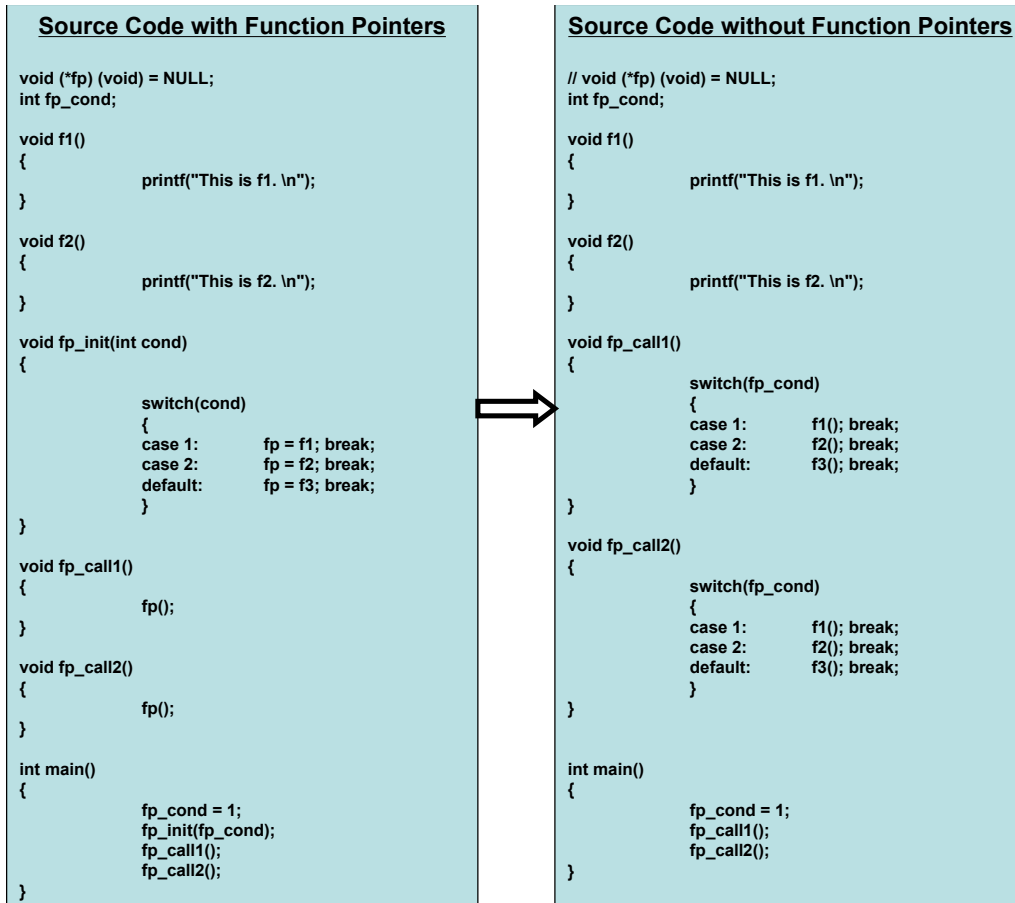 Source Code with Function Pointers
void (*fp) (void) = NULL;
int fp_cond;
void f1()
{
printf("This is f1. \n");
}
void f2()
{
printf("This is f2. \n");
}
void fp_init(int cond)
{
switch(cond)
{
case 1: fp = f1; break;
case 2: fp = f2; break;
default: fp = f3; break;
}
}
void fp_call1()
{
fp();
}
void fp_call2()
{
fp();
}
int main()
{
fp_cond = 1;
fp_init(fp_cond);
fp_call1();
fp_call2();
}
Source Code without Function Pointers
// void (*fp) (void) = NULL;
int fp_cond;
void f1()
{
printf("This is f1. \n");
}
void f2()
{
printf("This is f2. \n");
}
void fp_call1()
{
switch(fp_cond)
{
case 1: f1(); break;
case 2: f2(); break;
default: f3(); break;
}
}
void fp_call2()
{
switch(fp_cond)
{
case 1: f1(); break;
case 2: f2(); break;
default: f3(); break;
}
}
int main()
{
fp_cond = 1;
fp_call1();
fp_call2();
}